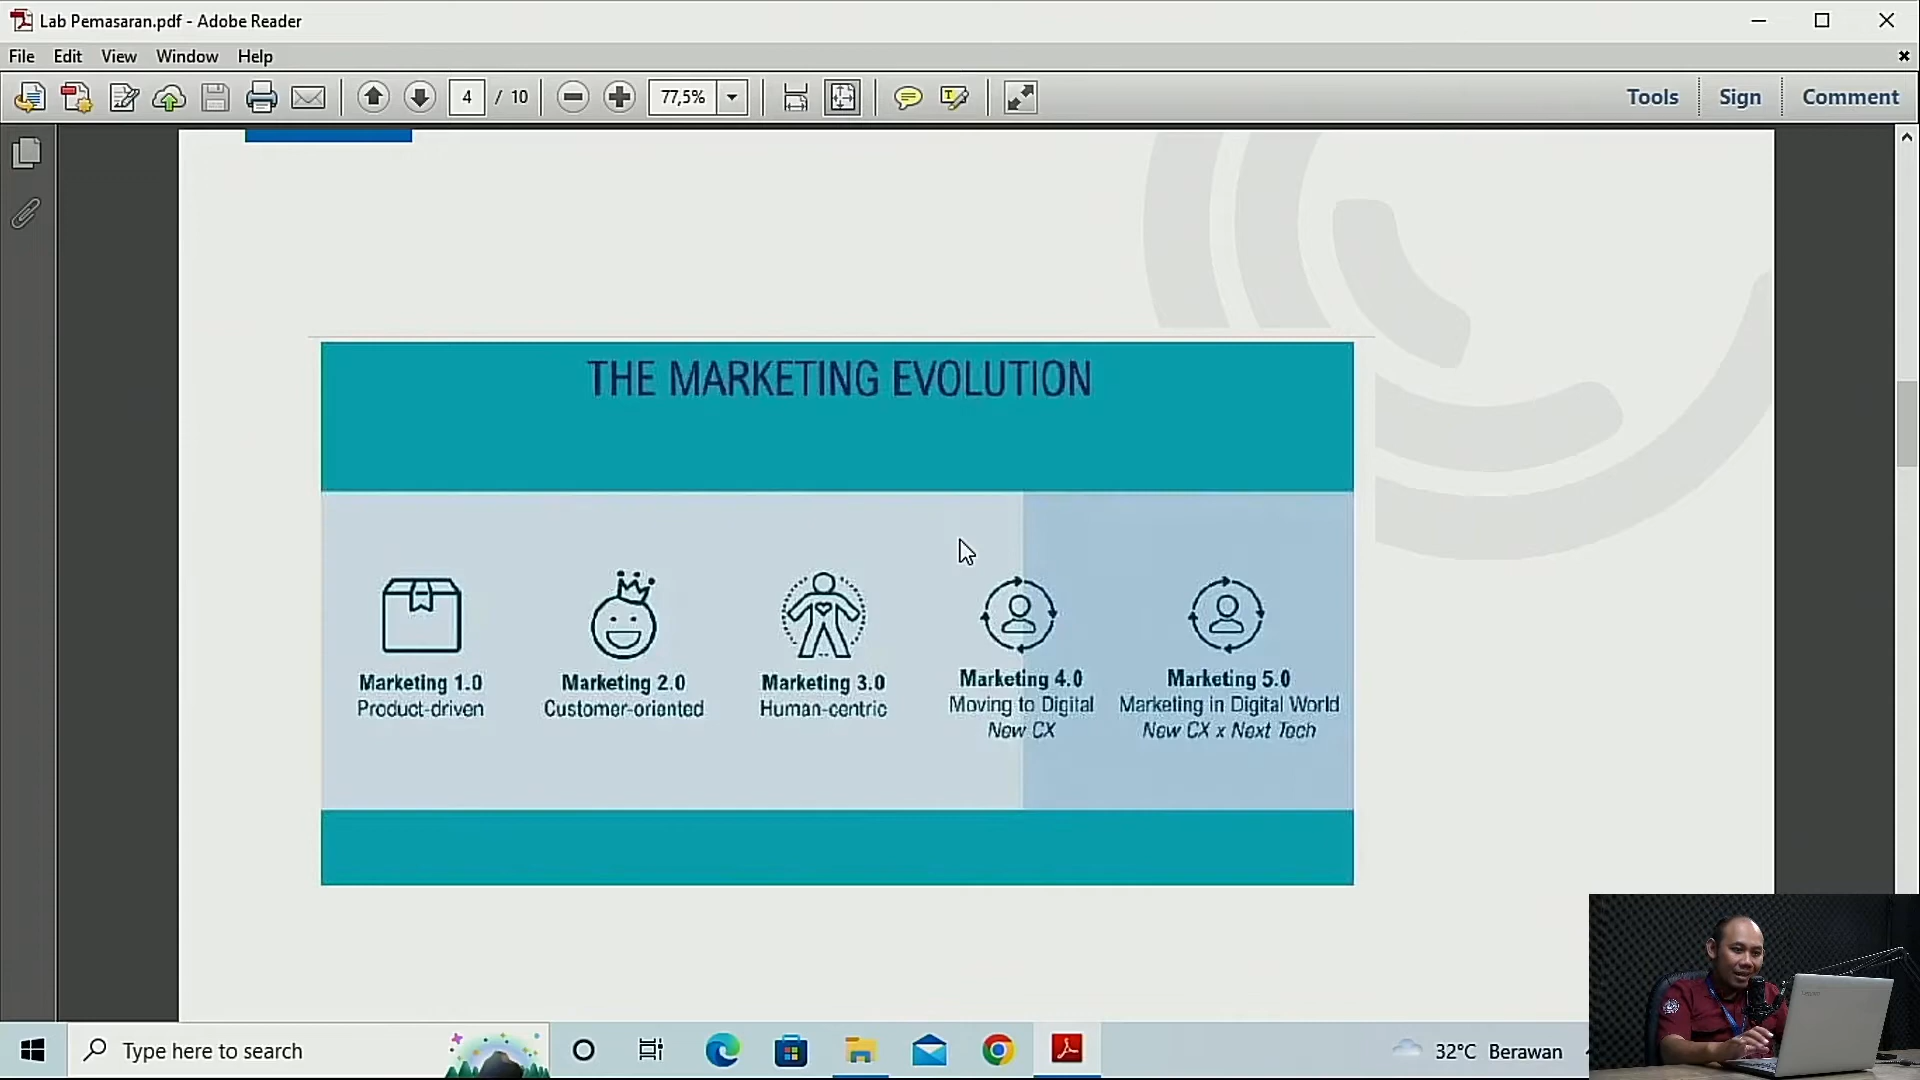 Lab Pemasaran.pdf - Adobe Reader
File Edit View Window Help
4 / 10 77,5% Tools Sign Comment
THE MARKETING EVOLUTION
Marketing 1.0
Product-driven
Marketing 2.0
Customer-oriented
Marketing 3.0
Human-centric
Marketing 4.0
Moving to Digital
New CX
Marketing 5.0
Marketing in Digital World
New CX x Next Tech
Type here to search
32°C Berawan